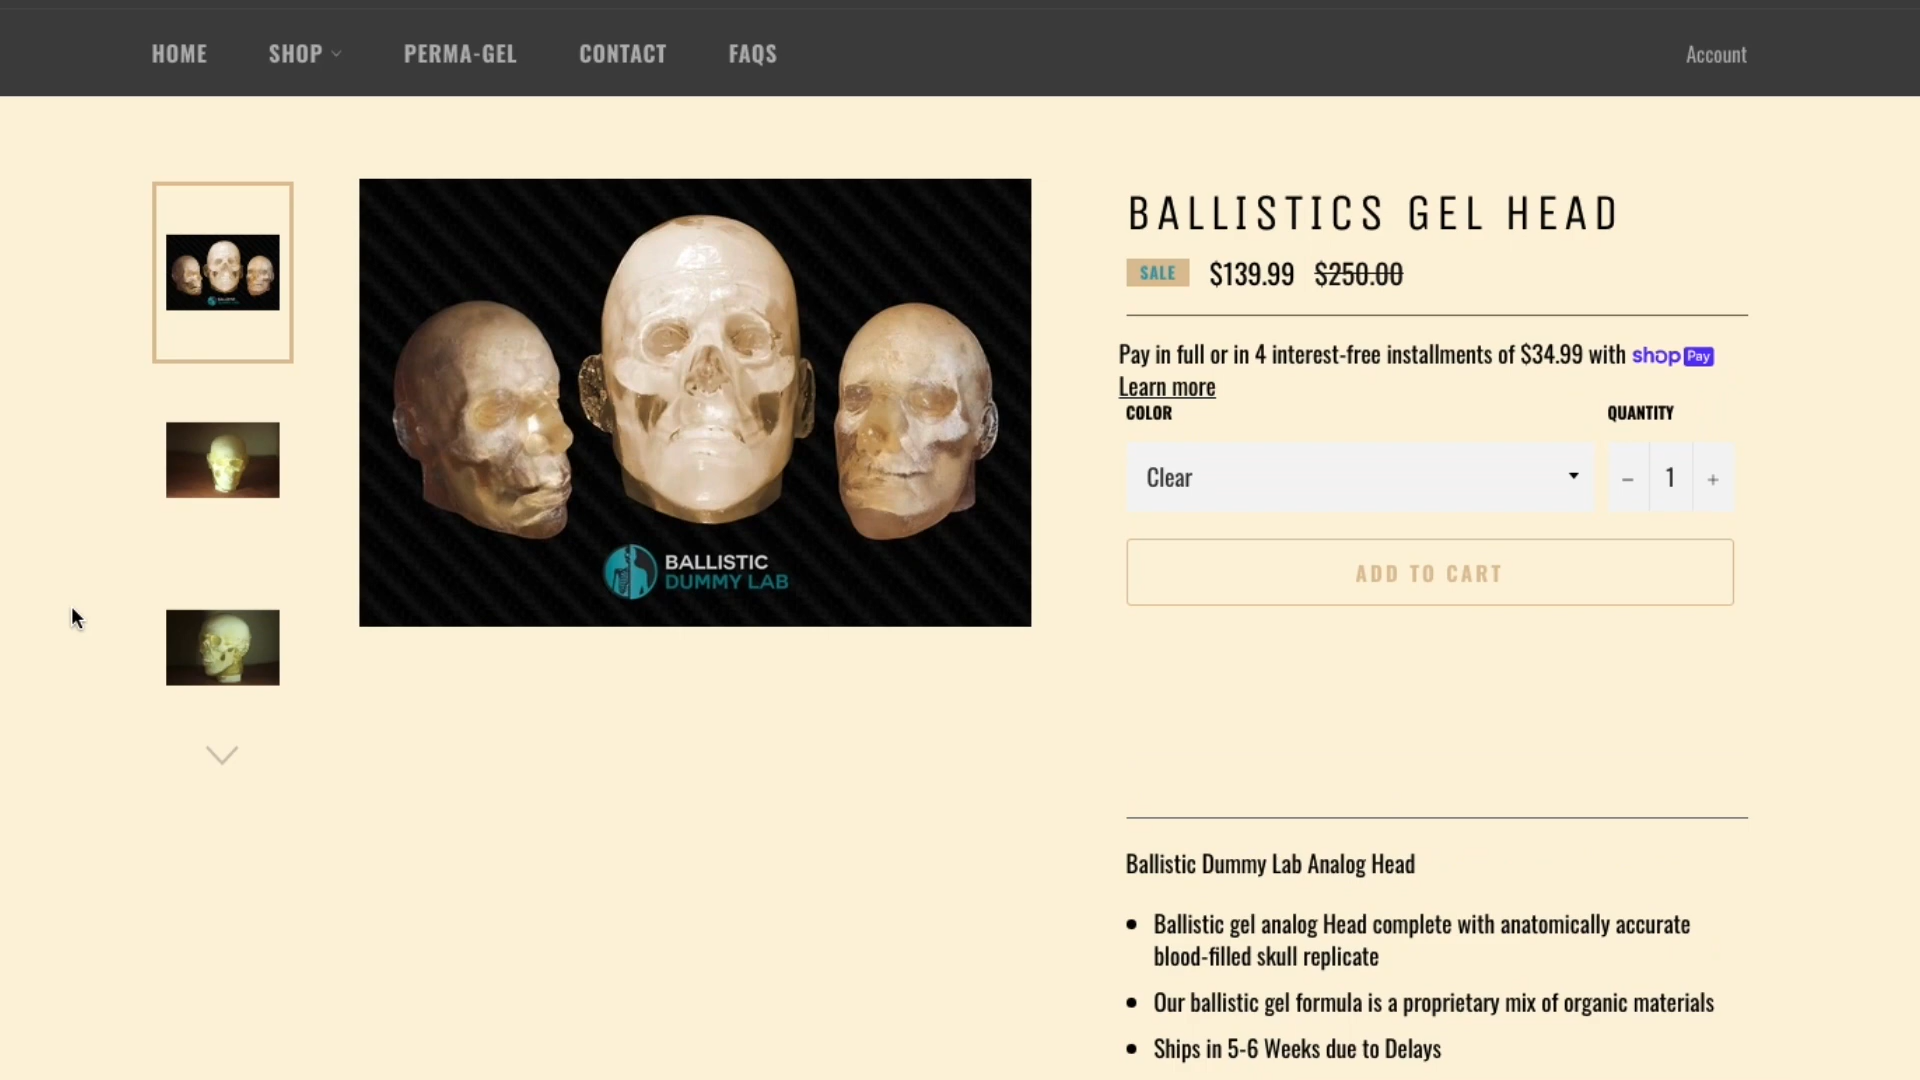 HOME SHOP PERMA-GEL CONTACT FAQS Account
BALLISTICS GEL HEAD
SALE $139.99 $250.00
Pay in full or in 4 interest-free installments of $34.99 with shop Pay
Learn more
COLOR QUANTITY
Clear − 1 +
ADD TO CART
BALLISTIC
DUMMY LAB
Ballistic Dummy Lab Analog Head
• Ballistic gel analog Head complete with anatomically accurate
blood-filled skull replicate
• Our ballistic gel formula is a proprietary mix of organic materials
• Ships in 5-6 Weeks due to Delays